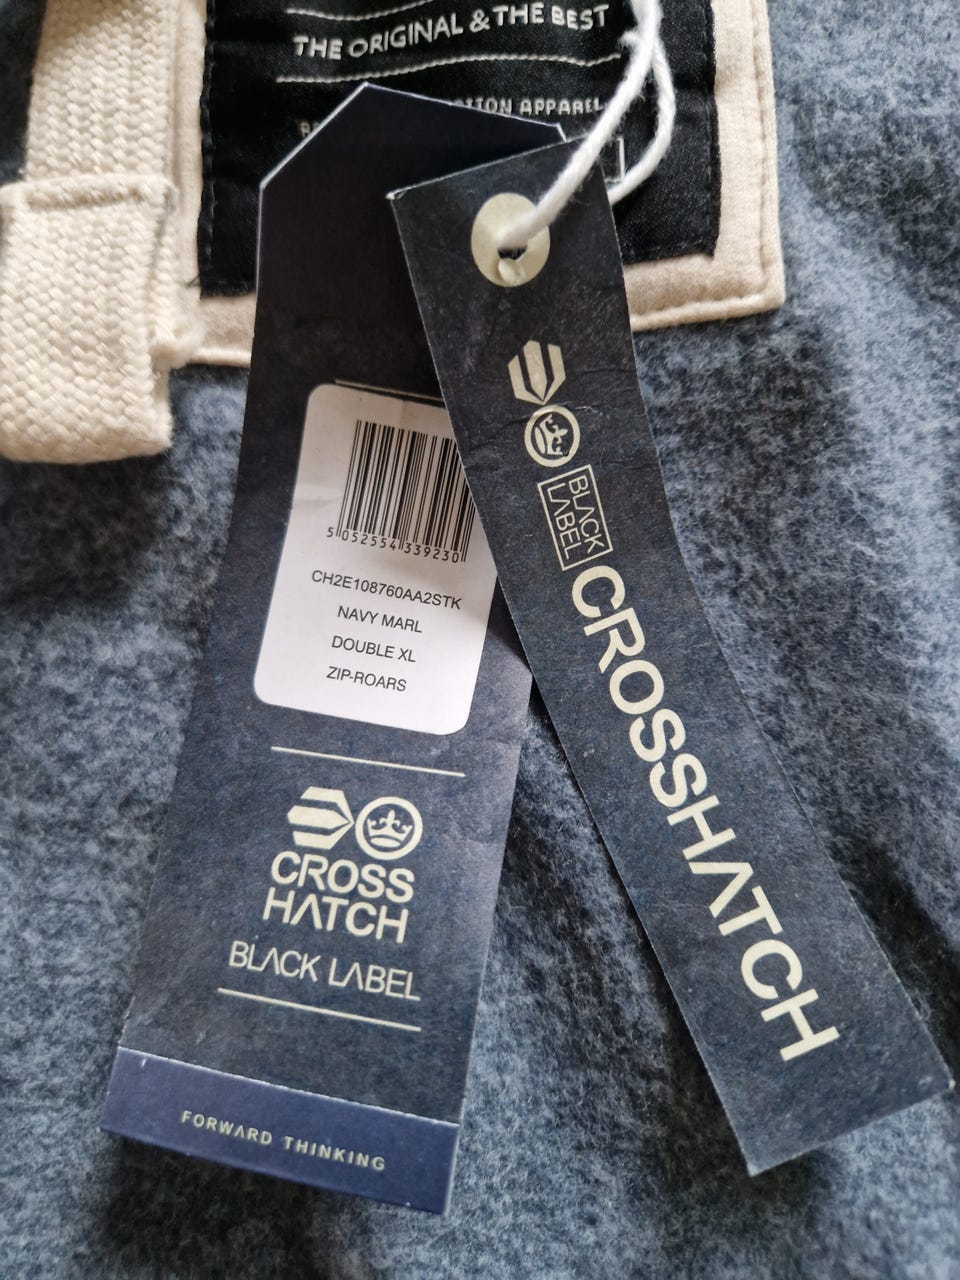 THE ORIGINAL & THE BEST
APPAREL
5 052554 339230
CH2E108760AA2STK
NAVY MARL
DOUBLE XL
ZIP-ROARS
CROSS
HATCH
BLACK LABEL
FORWARD THINKING
BLACK
LABEL
CROSSHATCH